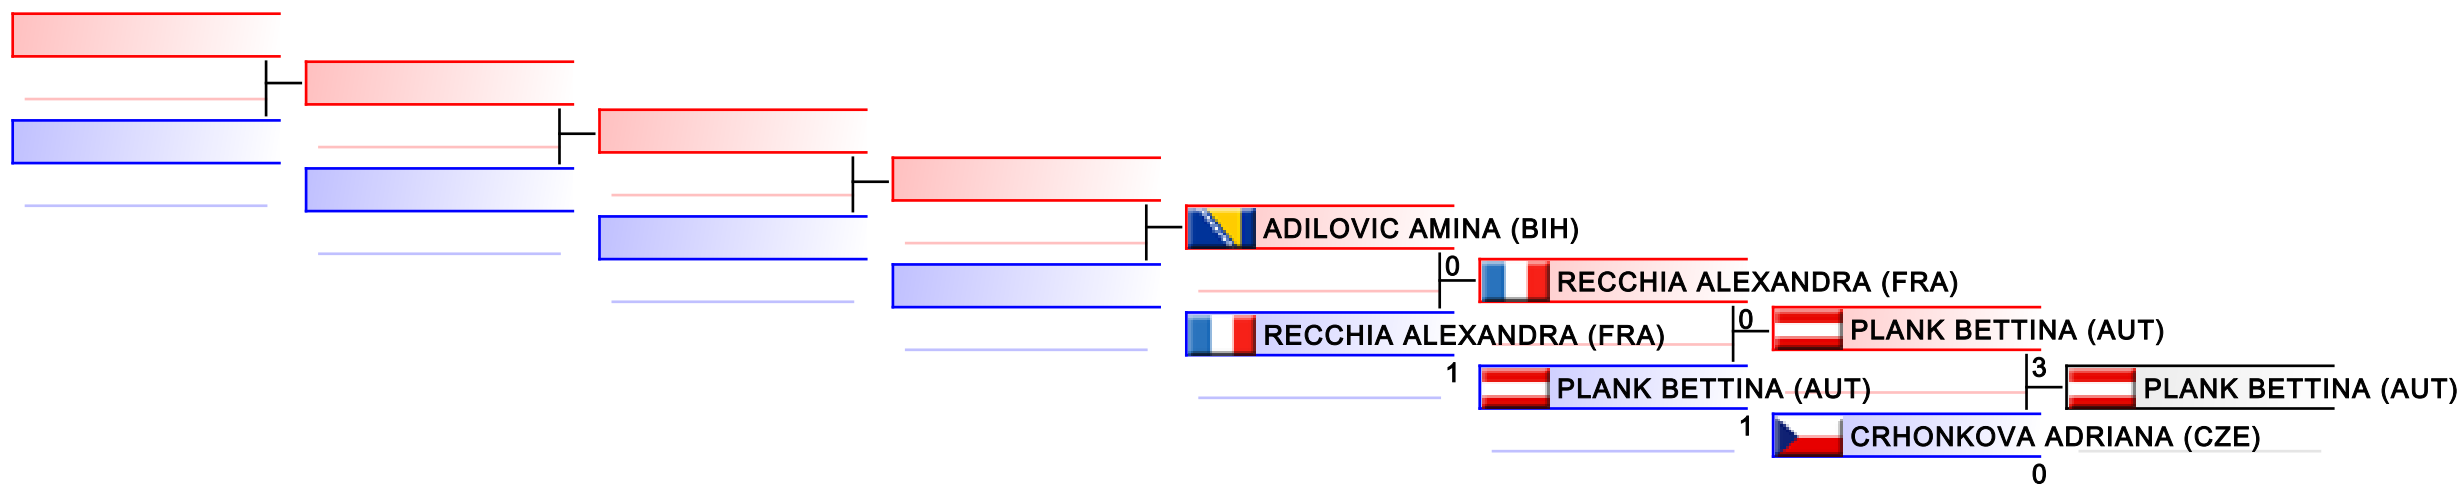 ADILOVIC AMINA (BIH)
0
RECCHIA ALEXANDRA (FRA)
RECCHIA ALEXANDRA (FRA)
1
0
PLANK BETTINA (AUT)
PLANK BETTINA (AUT)
1
3
PLANK BETTINA (AUT)
CRHONKOVA ADRIANA (CZE)
0